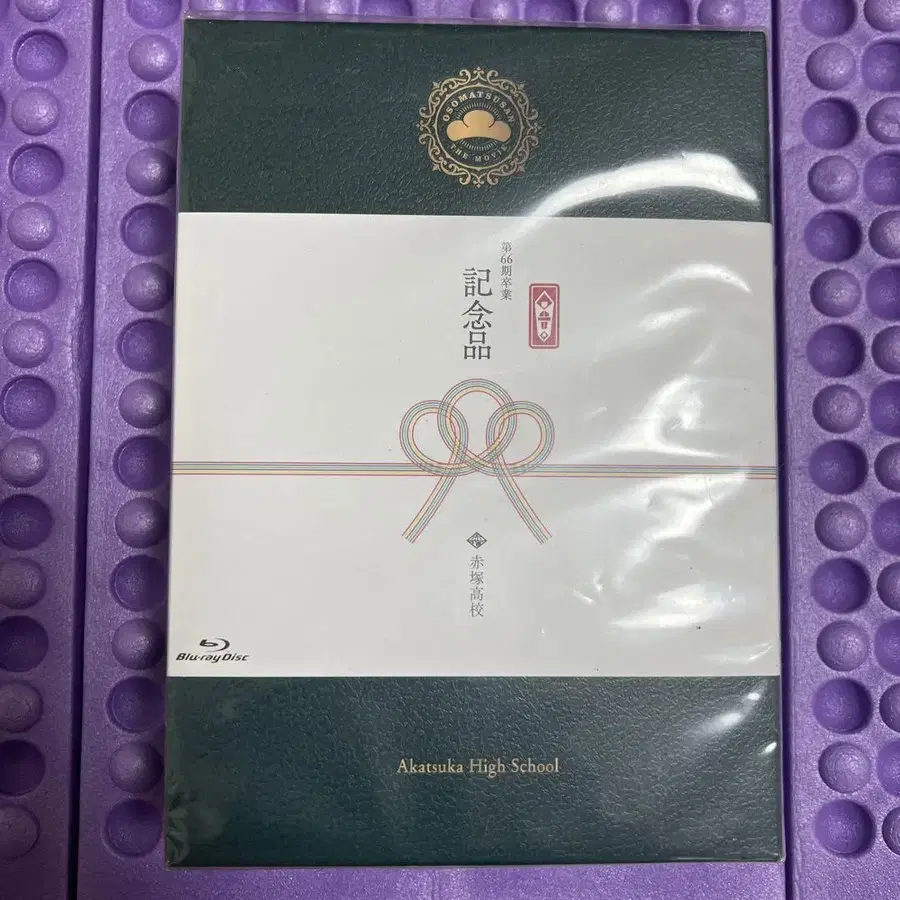 OSOMATSUSAN
THE MOVIE
第66期卒業
記念品
赤塚高校
Blu-ray Disc
Akatsuka High School